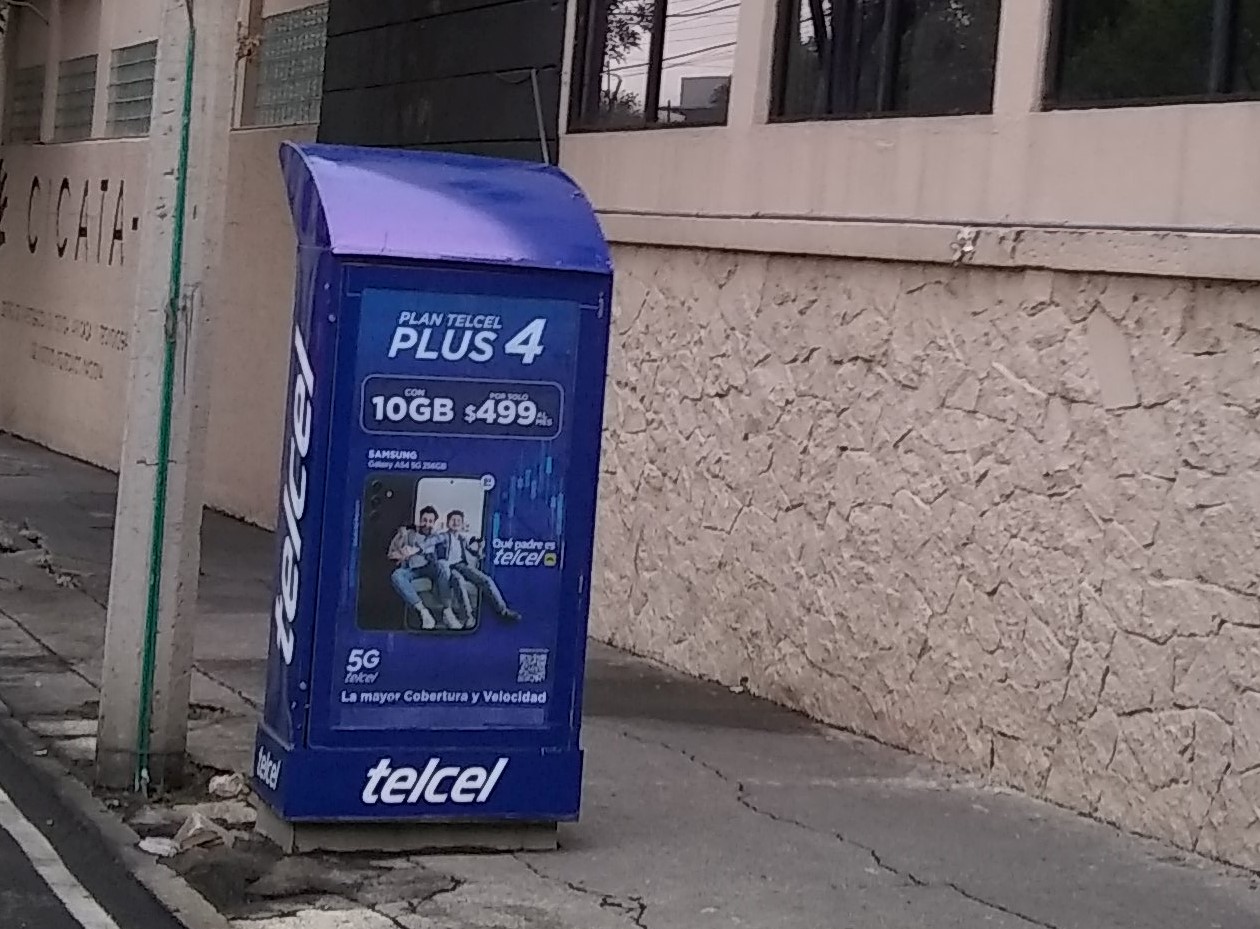 CICATA-
telcel
PLAN TELCEL
PLUS 4
CON
10GB
POR SOLO
$499 AL MES
SAMSUNG
Galaxy A54 5G 256GB
Qué padre es
telcel
5G
telcel
La mayor Cobertura y Velocidad
telcel
telcel